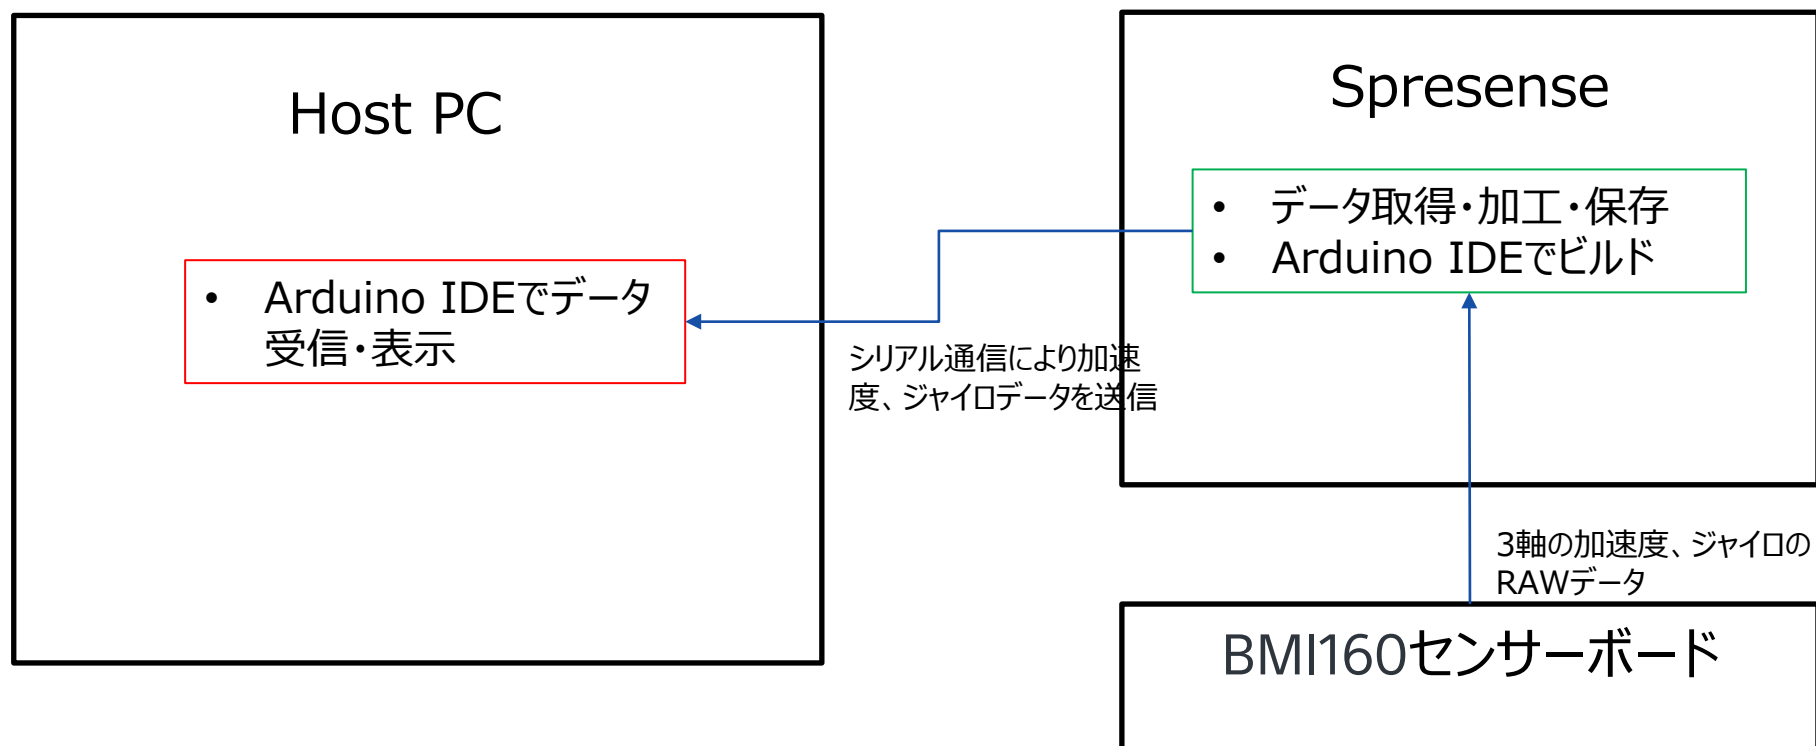 Host PC
• Arduino IDEでデータ
受信・表示
シリアル通信により加速
度、ジャイロデータを送信
Spresense
• データ取得・加工・保存
• Arduino IDEでビルド
3軸の加速度、ジャイロの
RAWデータ
BMI160センサーボード